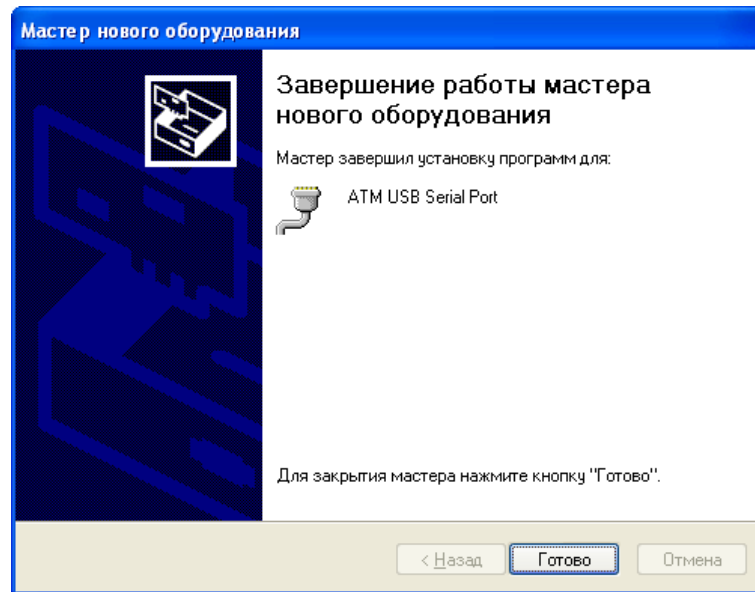 Мастер нового оборудования
Завершение работы мастера
нового оборудования
Мастер завершил установку программ для:
ATM USB Serial Port
Для закрытия мастера нажмите кнопку "Готово".
< Назад
Готово
Отмена